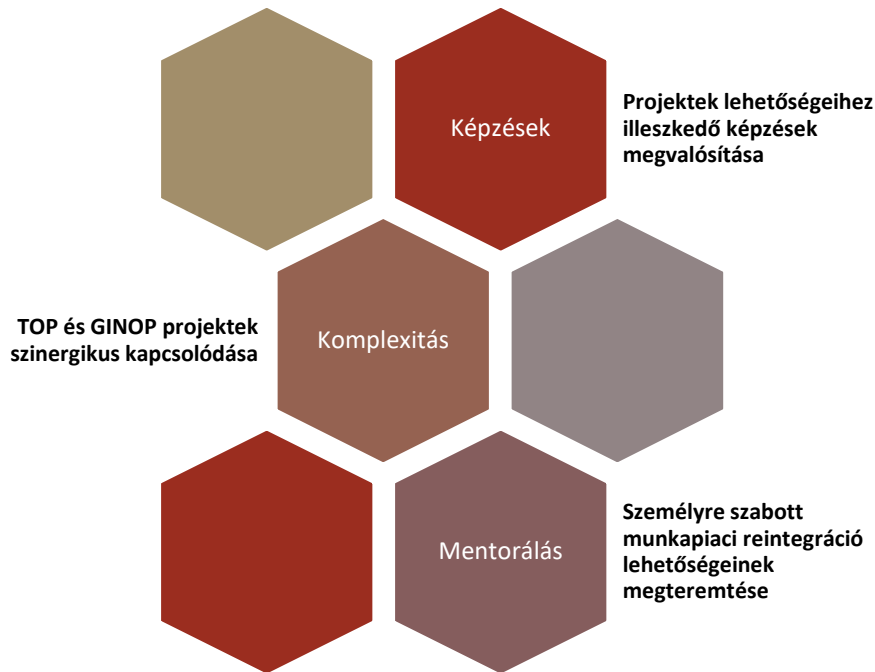 Képzések
Projektek lehetőségeihez
illeszkedő képzések
megvalósítása
TOP és GINOP projektek
szinergikus kapcsolódása
Komplexitás
Mentorálás
Személyre szabott
munkapiaci reintegráció
lehetőségeinek
megteremtése